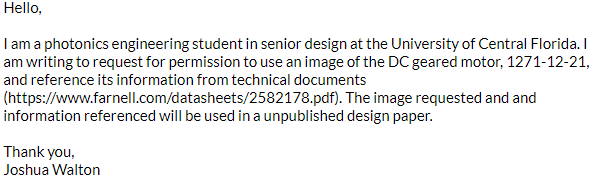 Hello,
I am a photonics engineering student in senior design at the University of Central Florida. I
am writing to request for permission to use an image of the DC geared motor, 1271-12-21,
and reference its information from technical documents
(https://www.farnell.com/datasheets/2582178.pdf). The image requested and and
information referenced will be used in a unpublished design paper.
Thank you,
Joshua Walton